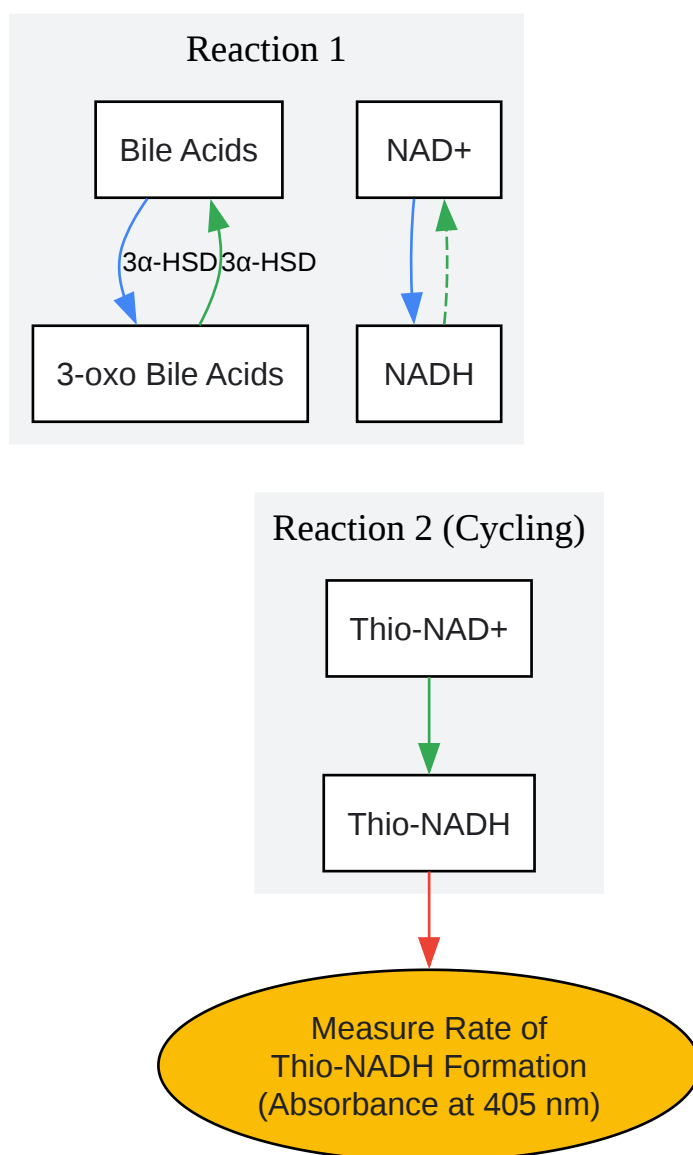 Reaction 1
Bile Acids
NAD+
3α-HSD
3α-HSD
3-oxo Bile Acids
NADH
Reaction 2 (Cycling)
Thio-NAD+
Thio-NADH
Measure Rate of
Thio-NADH Formation
(Absorbance at 405 nm)